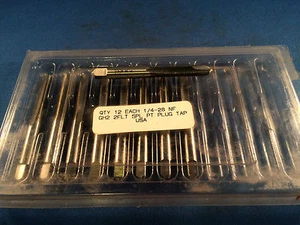 QTY 12 EACH 1/4-28 NF
GH2 2FLT SPL PT PLUG TAP
USA